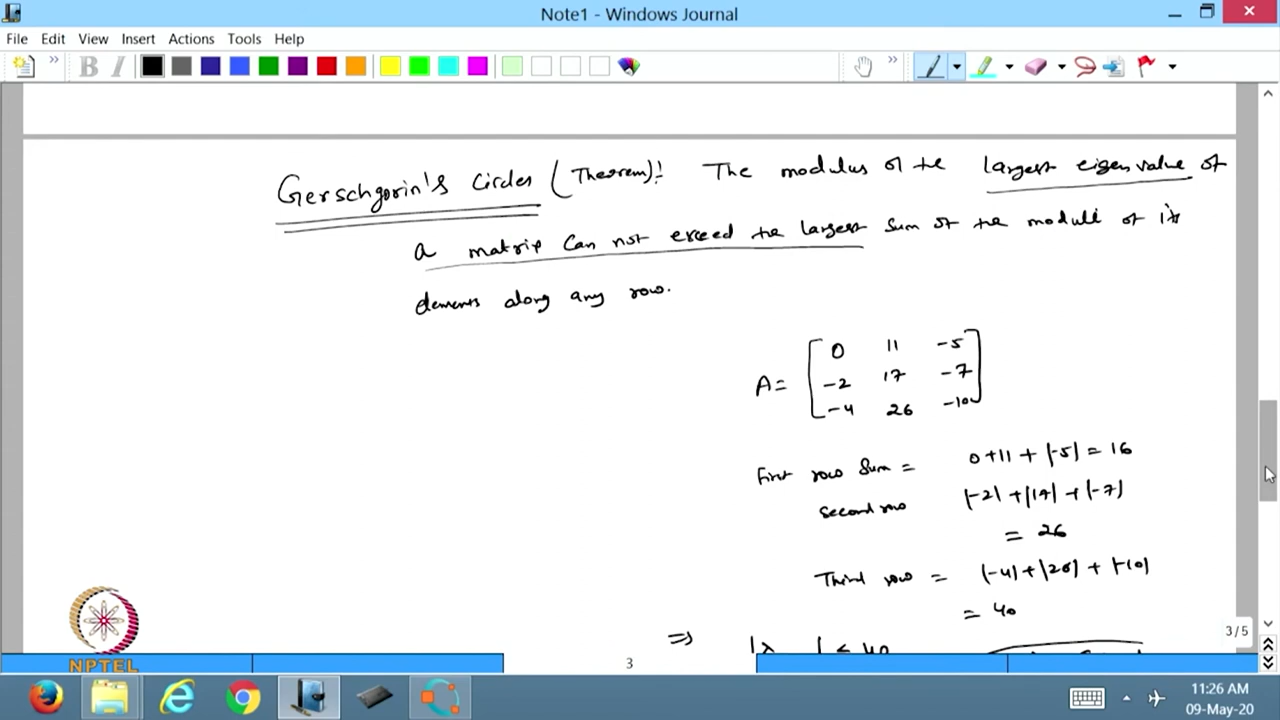 Note1 - Windows Journal
File Edit View Insert Actions Tools Help
Gerschgorin's Circles (Theorem): The modulus of the largest eigen value of
a matrix can not exceed the largest sum of the moduli of its
elements along any row.
A = [ 0 11 -5
-2 17 -7
-4 26 -10 ]
First row sum = 0+11+|-5| = 16
Second row |-2|+|17|+|-7|
= 26
Third row = |-4|+|26|+|-10|
= 40
⇒ |λ | ≤ 40
3/5
3
NPTEL
11:26 AM
09-May-20